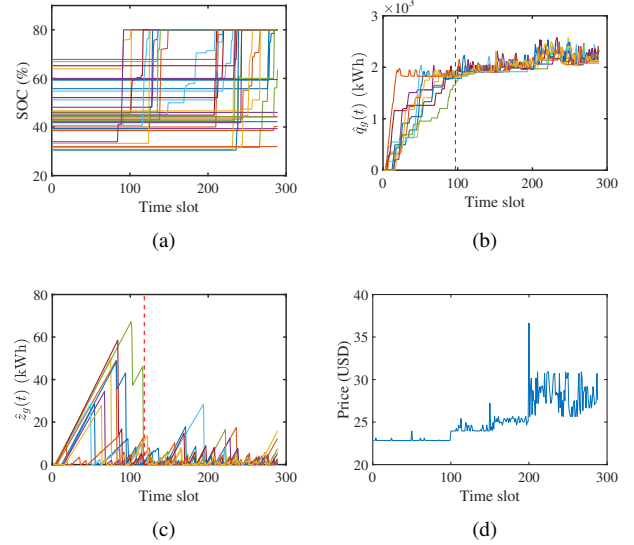 80
60
40
20
0
100
200
300
SOC (%)
Time slot
(a)
3 ×10³
2
1
0
0
100
200
300
q̂_g(t) (kWh)
Time slot
(b)
80
60
40
20
0
0
100
200
300
ẑ_g(t) (kWh)
Time slot
(c)
40
35
30
25
20
0
100
200
300
Price (USD)
Time slot
(d)